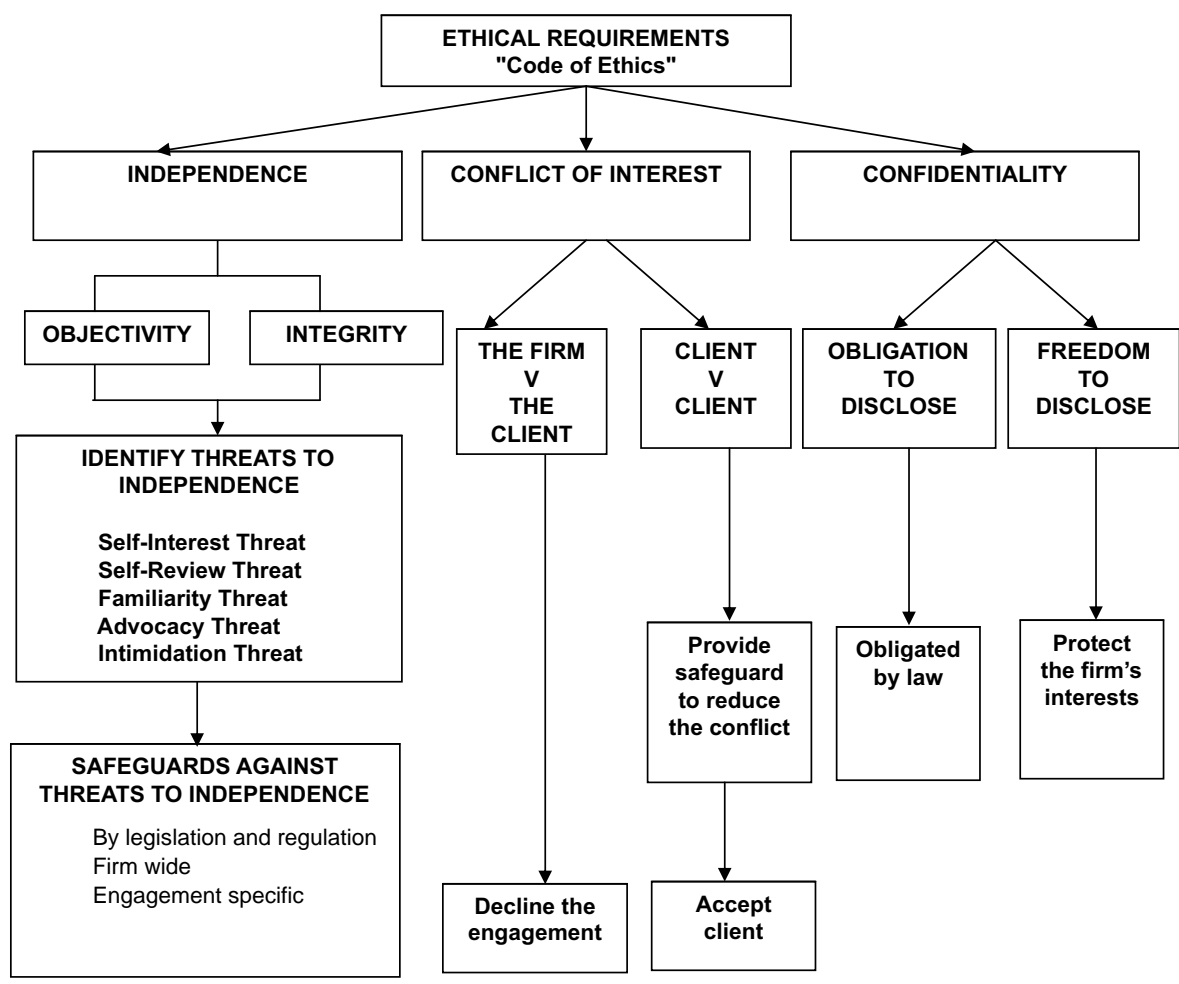 ETHICAL REQUIREMENTS
"Code of Ethics"
INDEPENDENCE
CONFLICT OF INTEREST
CONFIDENTIALITY
OBJECTIVITY
INTEGRITY
THE FIRM
V
THE
CLIENT
CLIENT
V
CLIENT
OBLIGATION
TO
DISCLOSE
FREEDOM
TO
DISCLOSE
IDENTIFY THREATS TO
INDEPENDENCE
Self-Interest Threat
Self-Review Threat
Familiarity Threat
Advocacy Threat
Intimidation Threat
Provide
safeguard
to reduce
the conflict
Obligated
by law
Protect
the firm’s
interests
SAFEGUARDS AGAINST
THREATS TO INDEPENDENCE
By legislation and regulation
Firm wide
Engagement specific
Decline the
engagement
Accept
client